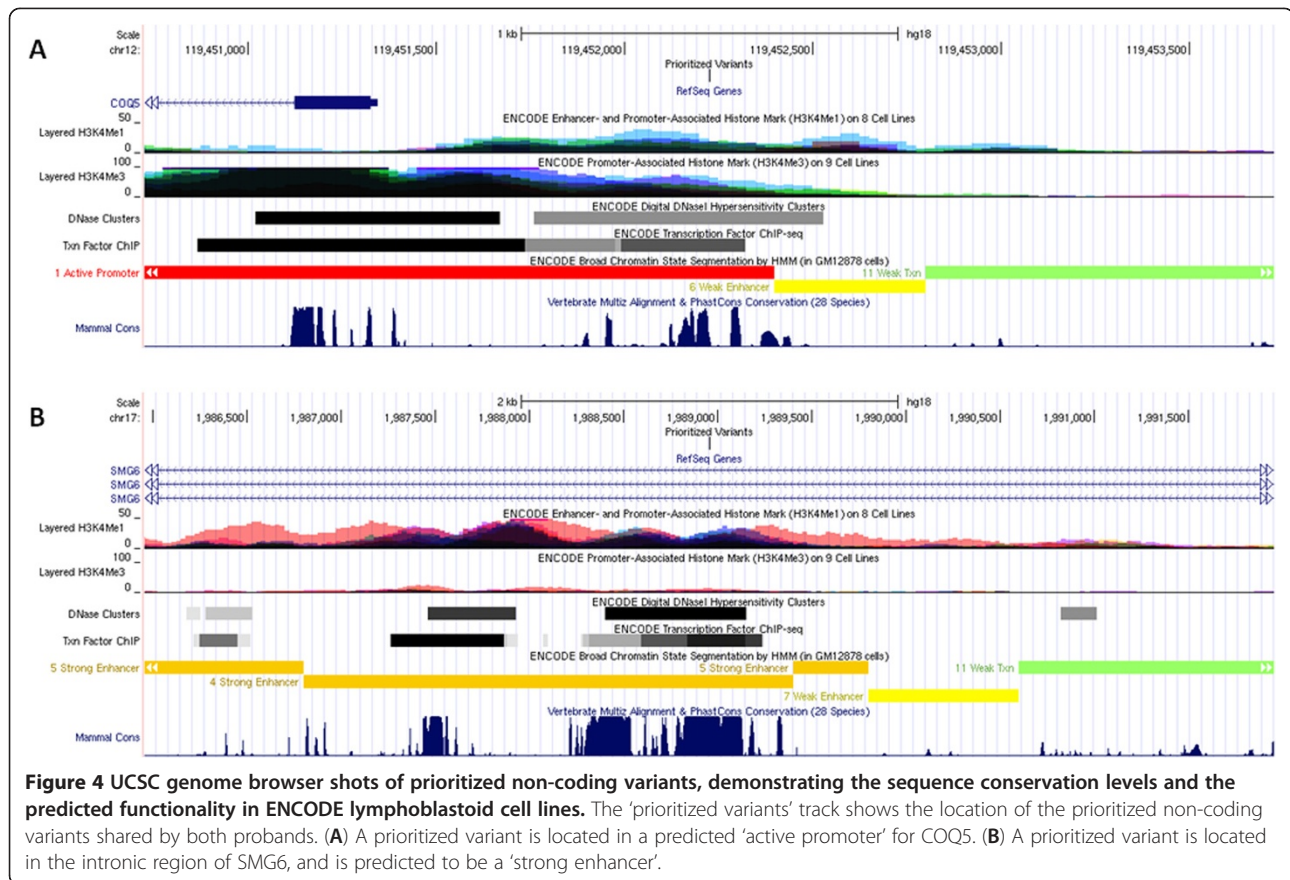 A
Scale
1 kb
hg18
chr12:
119,451,000
119,451,500
119,452,000
119,452,500
119,453,000
119,453,500
Prioritized Variants
RefSeq Genes
COQ5
ENCODE Enhancer- and Promoter-Associated Histone Mark (H3K4Me1) on 8 Cell Lines
50 _
Layered H3K4Me1
0 _
ENCODE Promoter-Associated Histone Mark (H3K4Me3) on 9 Cell Lines
100 _
Layered H3K4Me3
0 _
ENCODE Digital DNaseI Hypersensitivity Clusters
DNase Clusters
ENCODE Transcription Factor ChIP-seq
Txn Factor ChIP
ENCODE Broad Chromatin State Segmentation by HMM (in GM12878 cells)
1 Active Promoter
11 Weak Txn
6 Weak Enhancer
Vertebrate Multiz Alignment & PhastCons Conservation (28 Species)
Mammal Cons
B
Scale
2 kb
hg18
chr17:
1,986,500
1,987,000
1,987,500
1,988,000
1,988,500
1,989,000
1,989,500
1,990,000
1,990,500
1,991,000
1,991,500
Prioritized Variants
RefSeq Genes
SMG6
SMG6
SMG6
ENCODE Enhancer- and Promoter-Associated Histone Mark (H3K4Me1) on 8 Cell Lines
50 _
Layered H3K4Me1
0 _
ENCODE Promoter-Associated Histone Mark (H3K4Me3) on 9 Cell Lines
100 _
Layered H3K4Me3
0 _
ENCODE Digital DNaseI Hypersensitivity Clusters
DNase Clusters
ENCODE Transcription Factor ChIP-seq
Txn Factor ChIP
ENCODE Broad Chromatin State Segmentation by HMM (in GM12878 cells)
5 Strong Enhancer
5 Strong Enhancer
11 Weak Txn
4 Strong Enhancer
7 Weak Enhancer
Vertebrate Multiz Alignment & PhastCons Conservation (28 Species)
Mammal Cons
Figure 4 UCSC genome browser shots of prioritized non-coding variants, demonstrating the sequence conservation levels and the
predicted functionality in ENCODE lymphoblastoid cell lines. The ‘prioritized variants’ track shows the location of the prioritized non-coding
variants shared by both probands. (A) A prioritized variant is located in a predicted ‘active promoter’ for COQ5. (B) A prioritized variant is located
in the intronic region of SMG6, and is predicted to be a ‘strong enhancer’.